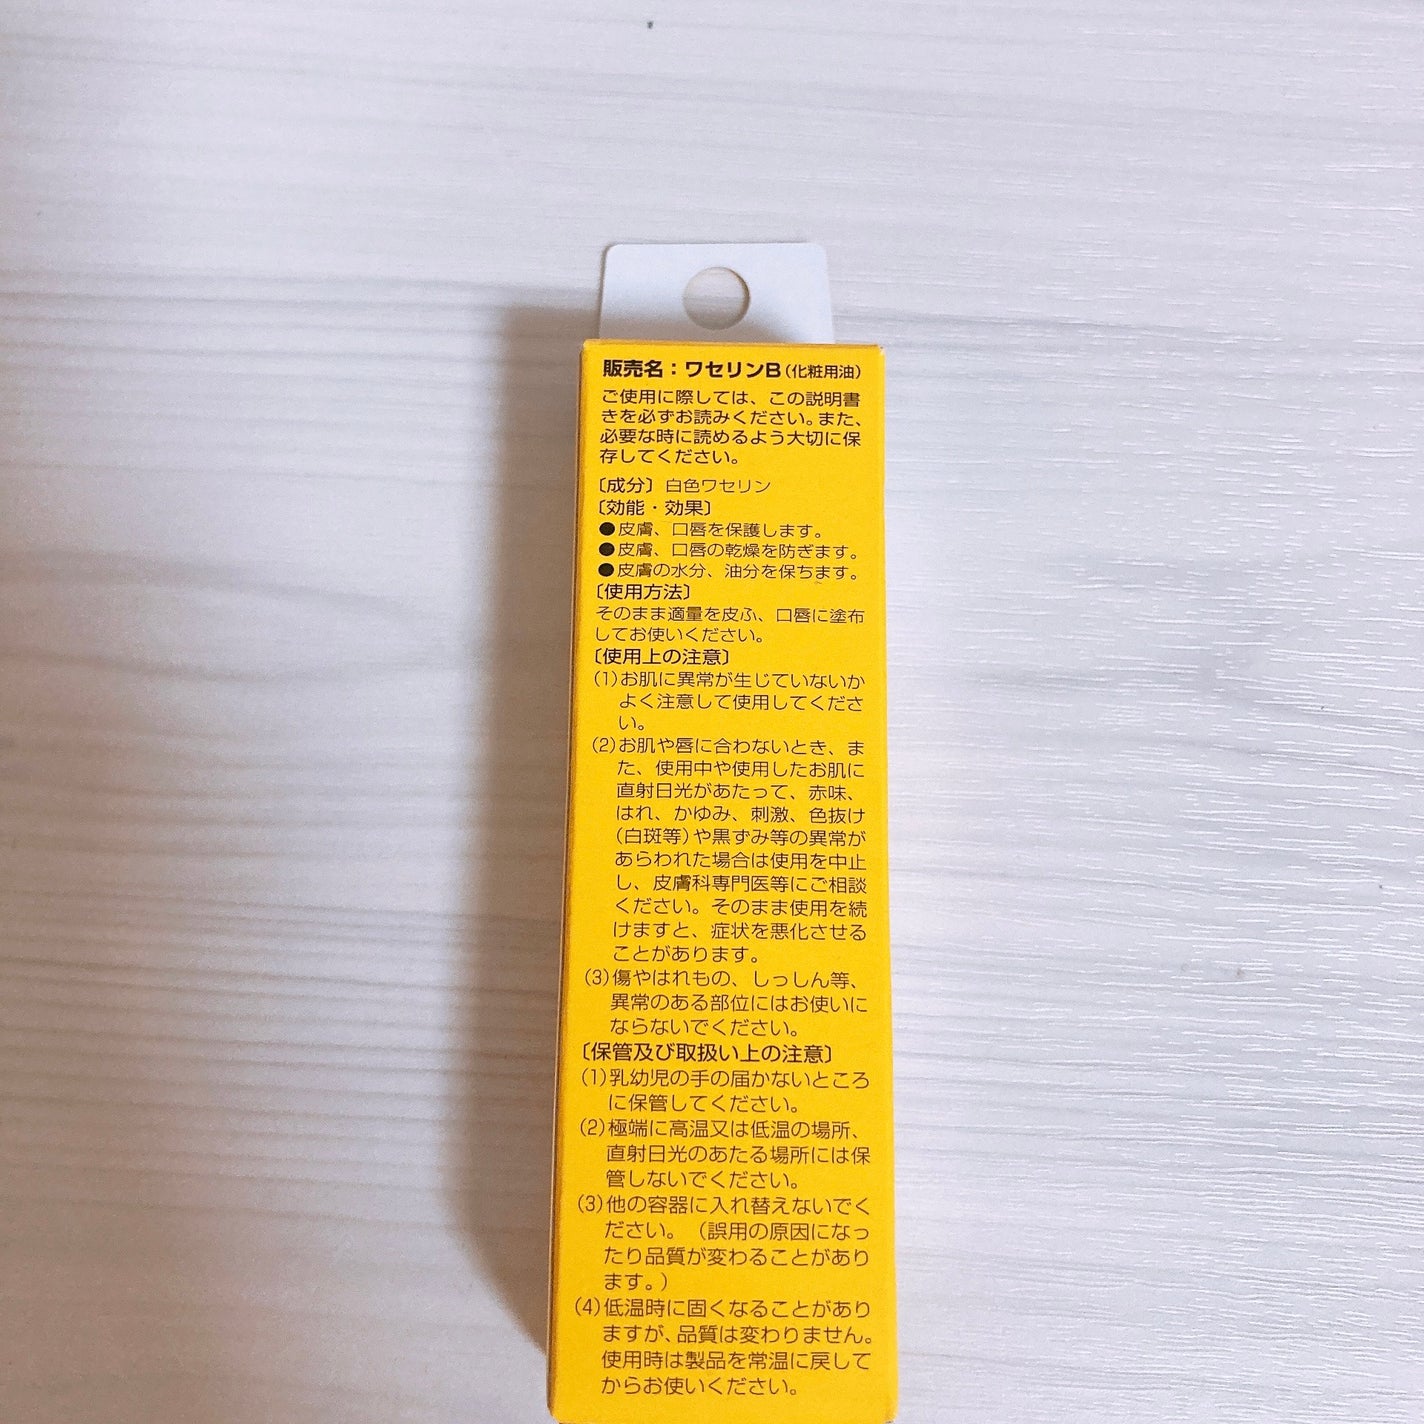 販売名：ワセリンB（化粧用油）
ご使用に際しては、この説明書
きを必ずお読みください。また、
必要な時に読めるよう大切に保
存してください。
〔成分〕白色ワセリン
〔効能・効果〕
●皮膚、口唇を保護します。
●皮膚、口唇の乾燥を防ぎます。
●皮膚の水分、油分を保ちます。
〔使用方法〕
そのまま適量を皮ふ、口唇に塗布
してお使いください。
〔使用上の注意〕
(1)お肌に異常が生じていないか
よく注意して使用してくださ
い。
(2)お肌や唇に合わないとき、ま
た、使用中や使用したお肌に
直射日光があたって、赤味、
はれ、かゆみ、刺激、色抜け
(白斑等)や黒ずみ等の異常が
あらわれた場合は使用を中止
し、皮膚科専門医等にご相談
ください。そのまま使用を続
けますと、症状を悪化させる
ことがあります。
(3)傷やはれもの、しっしん等、
異常のある部位にはお使いに
ならないでください。
〔保管及び取扱い上の注意〕
(1)乳幼児の手の届かないところ
に保管してください。
(2)極端に高温又は低温の場所、
直射日光のあたる場所には保
管しないでください。
(3)他の容器に入れ替えないでく
ださい。（誤用の原因になっ
たり品質が変わることがあり
ます。）
(4)低温時に固くなることがあり
ますが、品質は変わりません。
使用時は製品を常温に戻して
からお使いください。